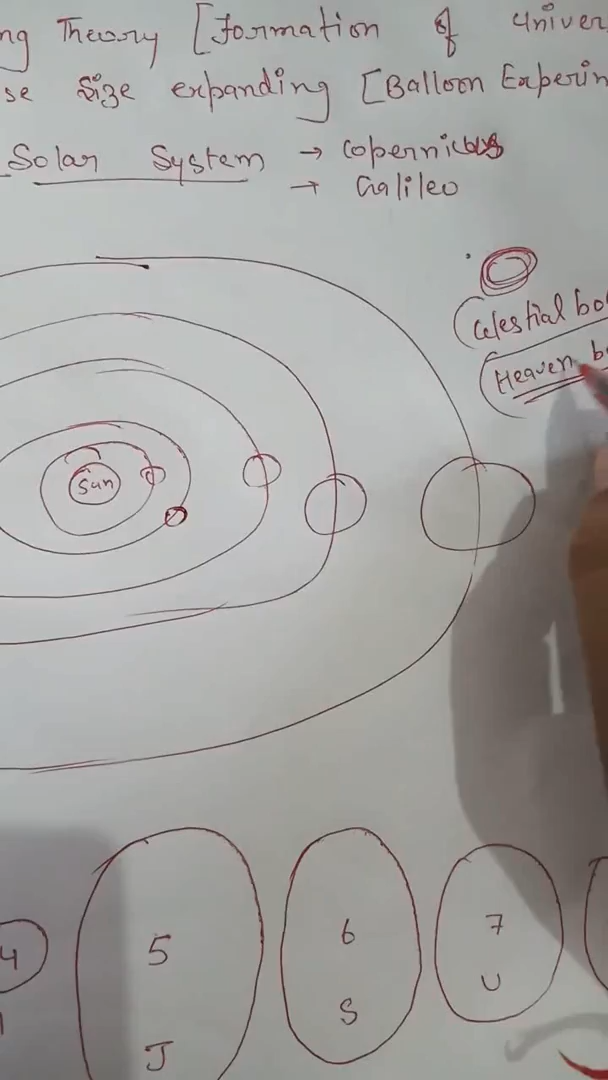 ng Theory [Formation of Univer
se Size expanding [Balloon Experim
Solar System → Copernicus
→ Galileo
Celestial bo
Heaven b
Sun
4
5
6
7
J
S
U